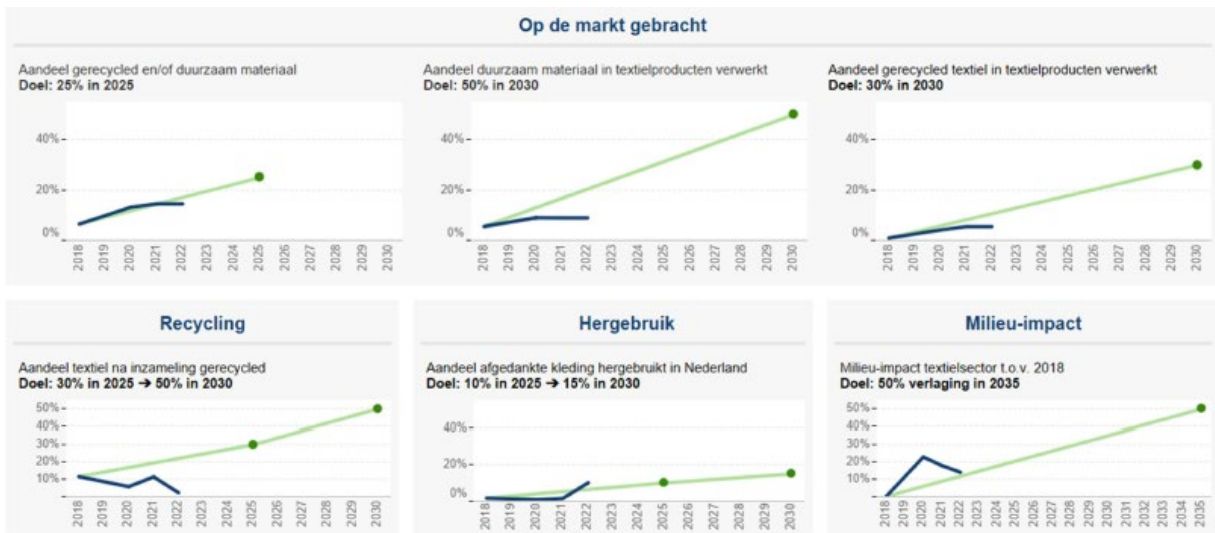 Op de markt gebracht
Aandeel gerecycled en/of duurzaam materiaal
Doel: 25% in 2025
40%
20%
0%
2018 2019 2020 2021 2022 2023 2024 2025 2026 2027 2028 2029 2030
Aandeel duurzaam materiaal in textielproducten verwerkt
Doel: 50% in 2030
40%
20%
0%
2018 2019 2020 2021 2022 2023 2024 2025 2026 2027 2028 2029 2030
Aandeel gerecycled textiel in textielproducten verwerkt
Doel: 30% in 2030
40%
20%
0%
2018 2019 2020 2021 2022 2023 2024 2025 2026 2027 2028 2029 2030
Recycling
Aandeel textiel na inzameling gerecycled
Doel: 30% in 2025 ➔ 50% in 2030
50%
40%
30%
10%
2018 2019 2020 2021 2022 2023 2024 2025 2026 2027 2028 2029 2030
Hergebruik
Aandeel afgedankte kleding hergebruikt in Nederland
Doel: 10% in 2025 ➔ 15% in 2030
40%
20%
0%
2018 2019 2020 2021 2022 2023 2024 2025 2026 2027 2028 2029 2030
Milieu-impact
Milieu-impact textielsector t.o.v. 2018
Doel: 50% verlaging in 2035
50%
40%
30%
20%
10%
2018 2019 2020 2021 2022 2023 2024 2025 2026 2027 2028 2029 2030 2031 2032 2033 2034 2035